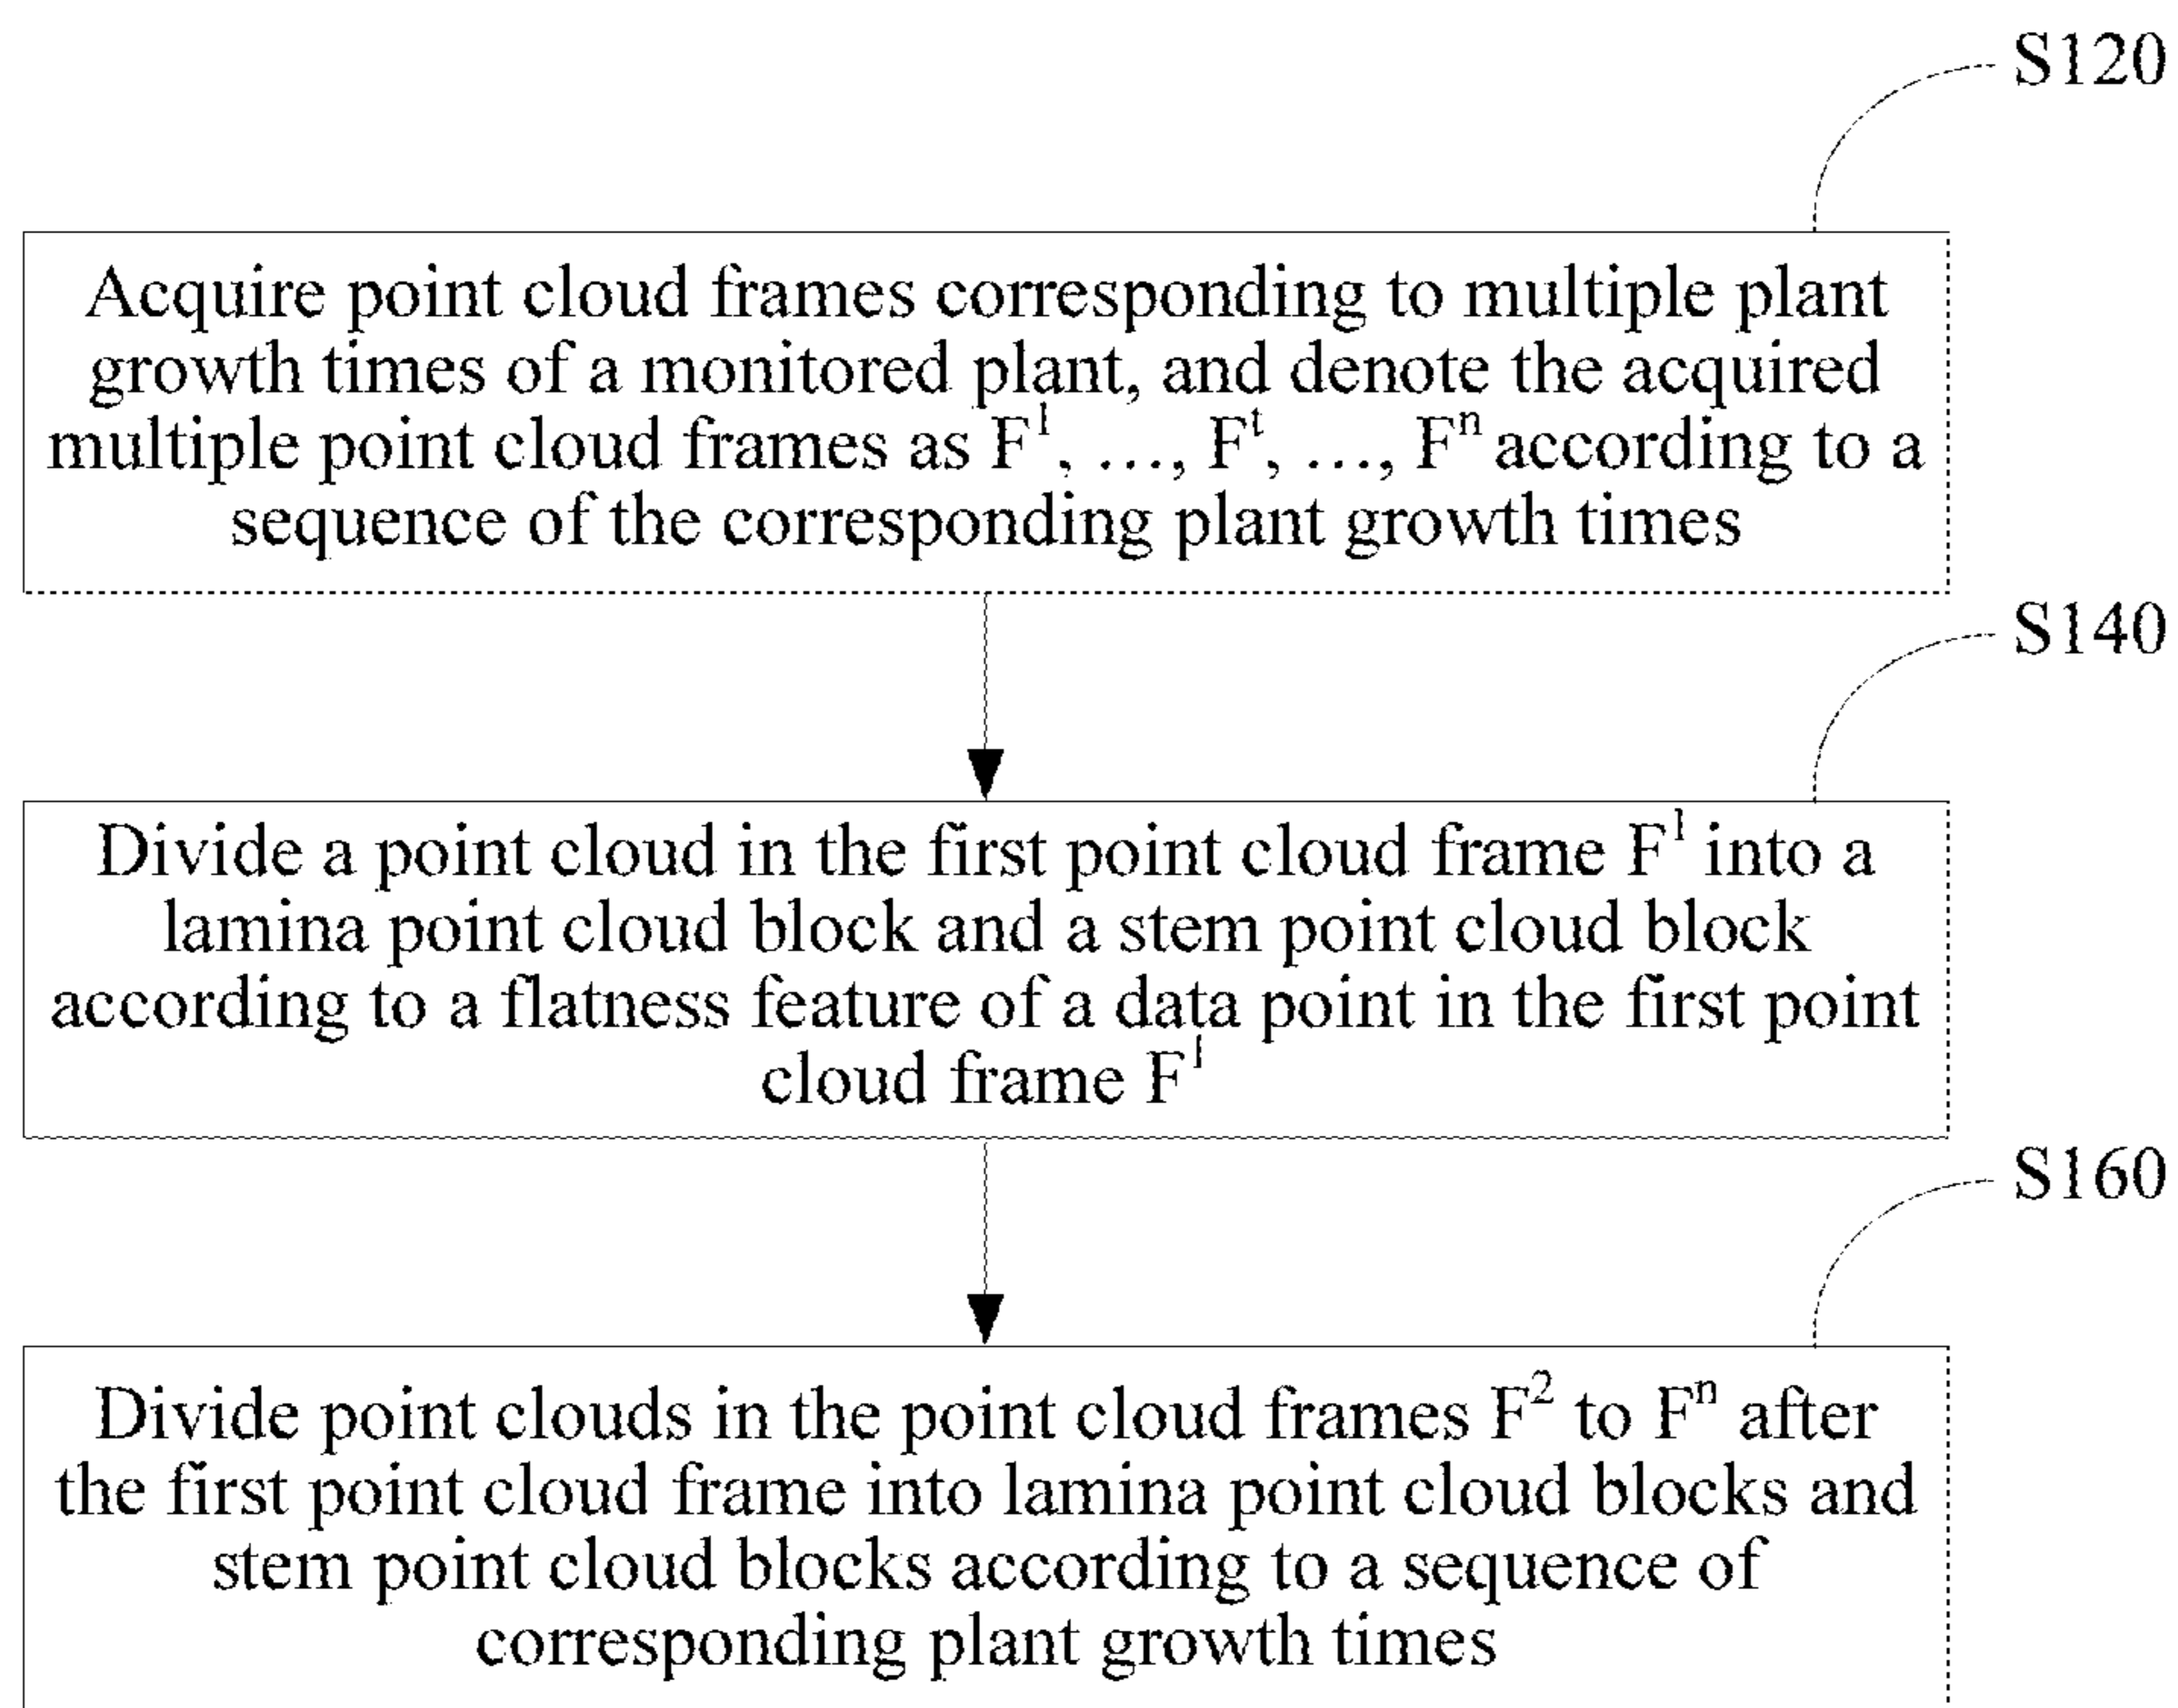 S120
Acquire point cloud frames corresponding to multiple plant
growth times of a monitored plant, and denote the acquired
multiple point cloud frames as F¹, …, Fᵗ, …, Fⁿ according to a
sequence of the corresponding plant growth times
S140
Divide a point cloud in the first point cloud frame F¹ into a
lamina point cloud block and a stem point cloud block
according to a flatness feature of a data point in the first point
cloud frame F¹
S160
Divide point clouds in the point cloud frames F² to Fⁿ after
the first point cloud frame into lamina point cloud blocks and
stem point cloud blocks according to a sequence of
corresponding plant growth times